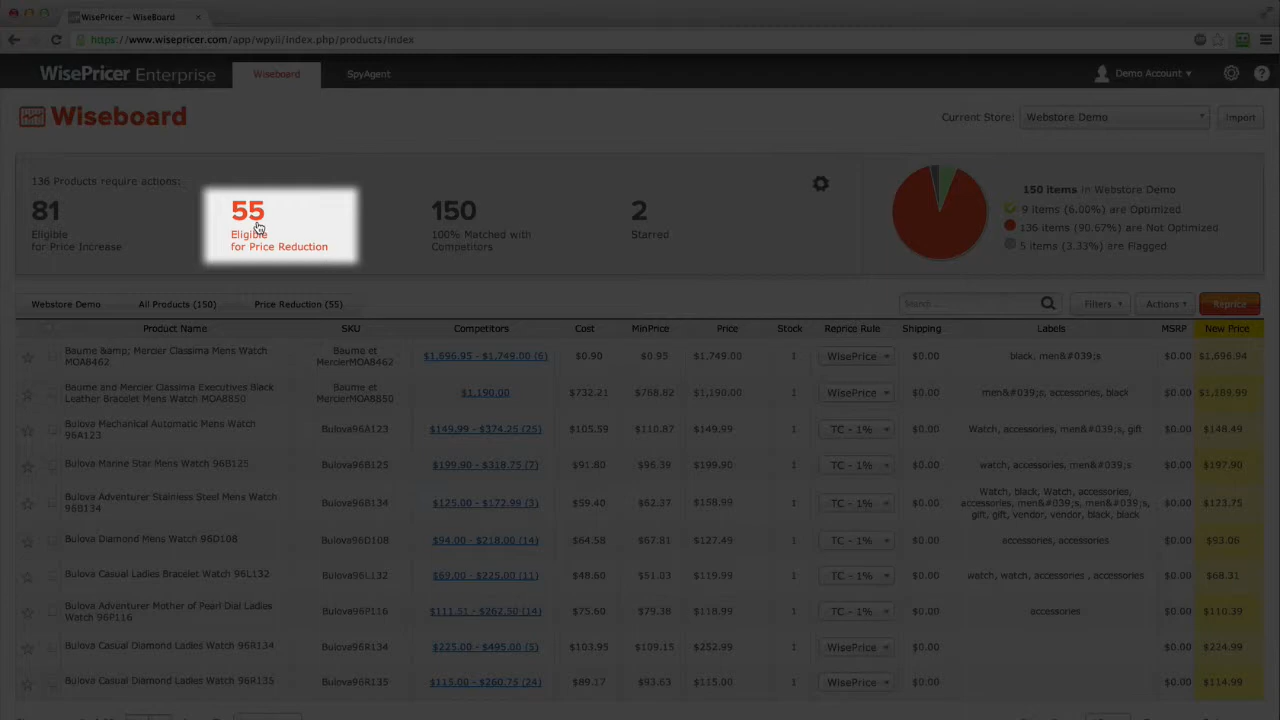 WisePricer - WiseBoard
https://www.wisepricer.com/app/wpyii/index.php/products/index
WisePricer Enterprise
Wiseboard
SpyAgent
Demo Account
Wiseboard
Current Store:
Webstore Demo
Import
136 Products require actions:
81
Eligible
for Price Increase
55
Eligible
for Price Reduction
150
100% Matched with
Competitors
2
Starred
150 items in Webstore Demo
9 items (6.00%) are Optimized
136 items (90.67%) are Not Optimized
5 items (3.33%) are Flagged
Webstore Demo
All Products (150)
Price Reduction (55)
Search ...
Filters
Actions
Reprice
Product Name SKU Competitors Cost MinPrice Price Stock Reprice Rule Shipping Labels MSRP New Price
Baume &amp; Mercier Classima Mens Watch
MOA8462
Baume et
MercierMOA8462
$1,696.95 - $1,749.00 (6) $0.90 $0.95 $1,749.00 1 WisePrice $0.00 black, men&#039;s $0.00 $1,696.94
Baume and Mercier Classima Executives Black
Leather Bracelet Mens Watch MOA8850
Baume et
MercierMOA8850
$1,190.00 $732.21 $768.82 $1,190.00 1 WisePrice $0.00 men&#039;s, accessories, black $0.00 $1,189.99
Bulova Mechanical Automatic Mens Watch
96A123
Bulova96A123 $149.99 - $374.25 (25) $105.59 $110.87 $149.99 1 TC - 1% $0.00 Watch, accessories, men&#039;s, gift $0.00 $148.49
Bulova Marine Star Mens Watch 96B125 Bulova96B125 $199.90 - $318.75 (7) $91.80 $96.39 $199.90 1 TC - 1% $0.00 watch, accessories, men&#039;s $0.00 $197.90
Bulova Adventurer Stainless Steel Mens Watch
96B134
Bulova96B134 $125.00 - $172.99 (3) $59.40 $62.37 $158.99 1 TC - 1% $0.00
Watch, black, Watch, accessories,
accessories, men&#039;s, men&#039;s,
gift, gift, vendor, vendor, black, black
$0.00 $123.75
Bulova Diamond Mens Watch 96D108 Bulova96D108 $94.00 - $218.00 (14) $64.58 $67.81 $127.49 1 TC - 1% $0.00 accessories, accessories $0.00 $93.06
Bulova Casual Ladies Bracelet Watch 96L132 Bulova96L132 $69.00 - $225.00 (11) $48.60 $51.03 $119.99 1 TC - 1% $0.00 watch, watch, accessories , accessories $0.00 $68.31
Bulova Advanturer Mother of Pearl Dial Ladies
Watch 96P116
Bulova96P116 $111.51 - $262.50 (14) $75.60 $79.38 $118.99 1 TC - 1% $0.00 accessories $0.00 $110.39
Bulova Casual Diamond Ladies Watch 96R134 Bulova96R134 $225.00 - $495.00 (5) $103.95 $109.15 $252.99 1 WisePrice $0.00 $0.00 $224.99
Bulova Casual Diamond Ladies Watch 96R135 Bulova96R135 $115.00 - $260.75 (24) $89.17 $93.63 $115.00 1 WisePrice $0.00 $0.00 $114.99